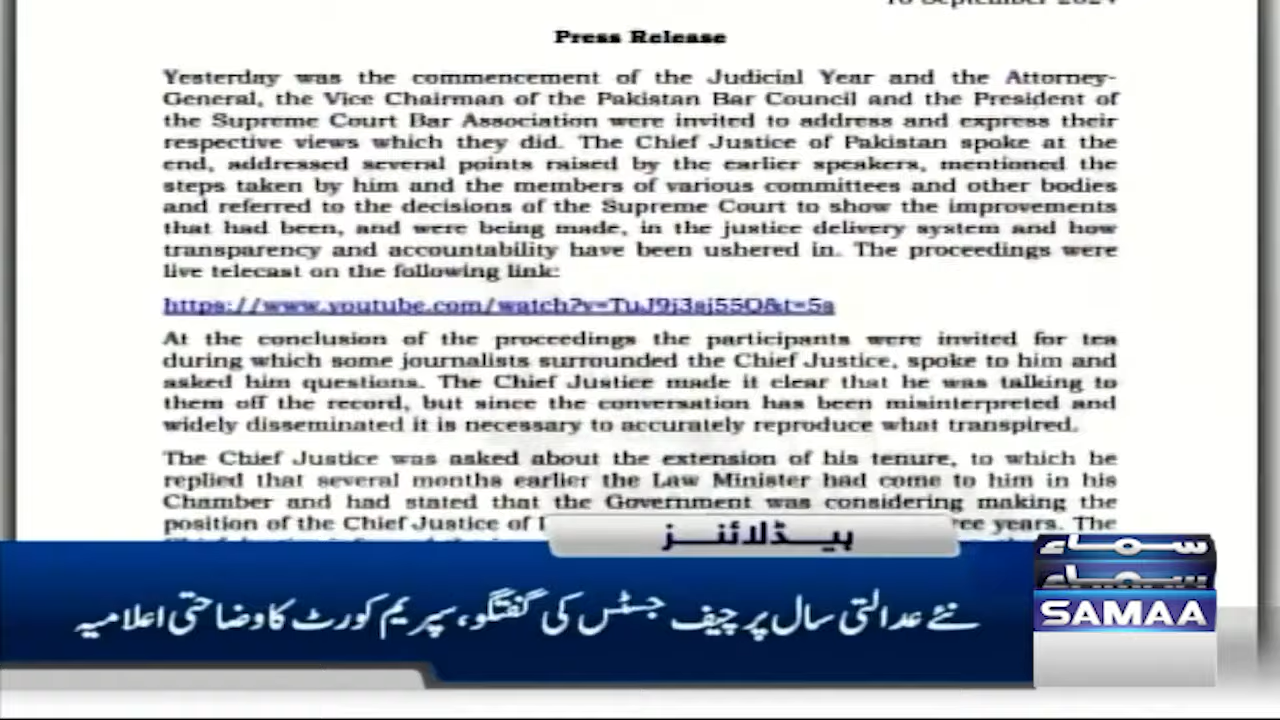 Press Release
Yesterday was the commencement of the Judicial Year and the Attorney-
General, the Vice Chairman of the Pakistan Bar Council and the President of
the Supreme Court Bar Association were invited to address and express their
respective views which they did. The Chief Justice of Pakistan spoke at the
end, addressed several points raised by the earlier speakers, mentioned the
steps taken by him and the members of various committees and other bodies
and referred to the decisions of the Supreme Court to show the improvements
that had been, and were being made, in the justice delivery system and how
transparency and accountability have been ushered in. The proceedings were
live telecast on the following link:
https://www.youtube.com/watch?v=TuJ9j3sj55Q&t=5s
At the conclusion of the proceedings the participants were invited for tea
during which some journalists surrounded the Chief Justice, spoke to him and
asked him questions. The Chief Justice made it clear that he was talking to
them off the record, but since the conversation has been misinterpreted and
widely disseminated it is necessary to accurately reproduce what transpired.
The Chief Justice was asked about the extension of his tenure, to which he
replied that several months earlier the Law Minister had come to him in his
Chamber and had stated that the Government was considering making the
position of the Chief Justice of years. The
ہیڈلائنز
نئے عدالتی سال پر چیف جسٹس کی گفتگو، سپریم کورٹ کا وضاحتی اعلامیہ
سماء
سماء
SAMAA